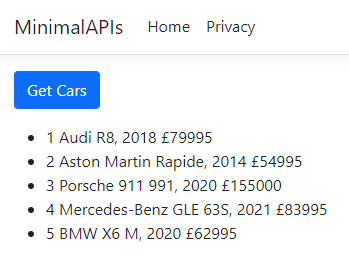 MinimalAPIs Home Privacy
Get Cars
1 Audi R8, 2018 £79995
2 Aston Martin Rapide, 2014 £54995
3 Porsche 911 991, 2020 £155000
4 Mercedes-Benz GLE 63S, 2021 £83995
5 BMW X6 M, 2020 £62995